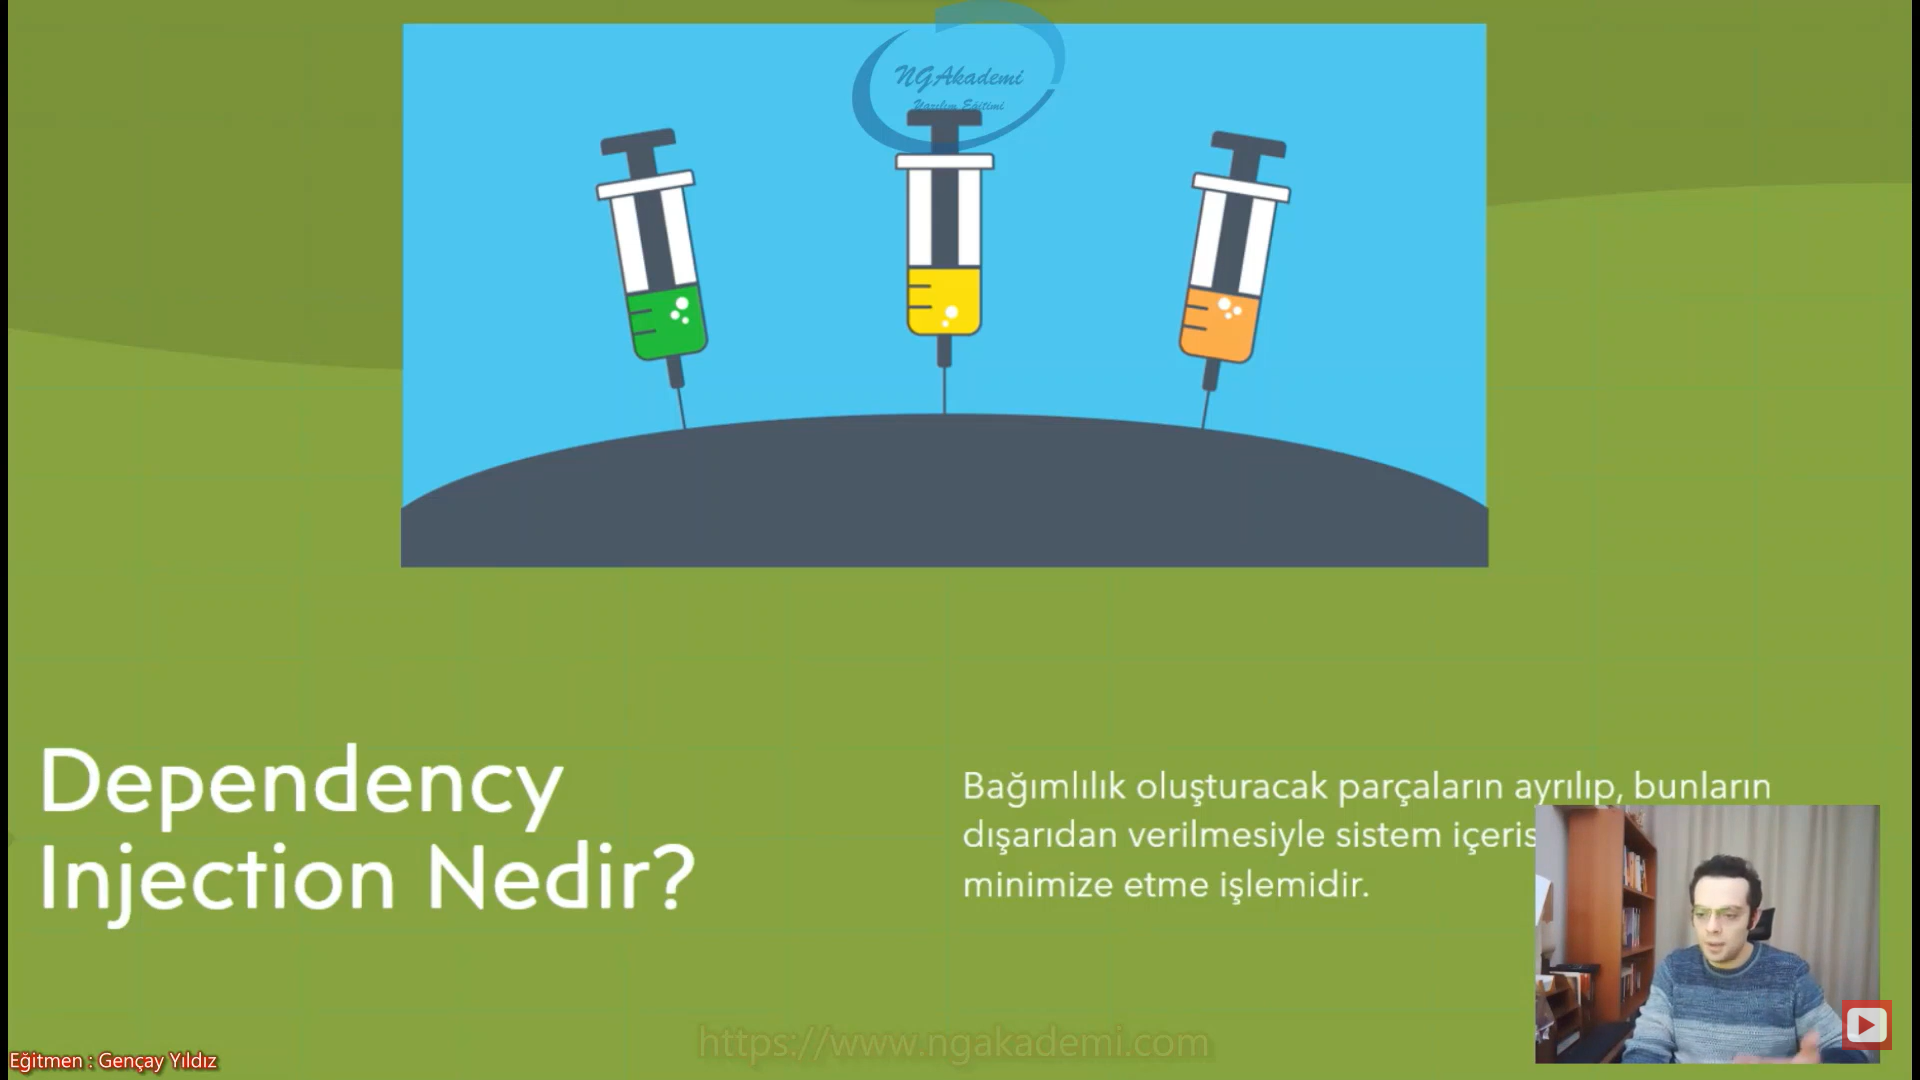 NGAkademi
Yazılım Eğitimi
Dependency
Injection Nedir?
Bağımlılık oluşturacak parçaların ayrılıp, bunların
dışarıdan verilmesiyle sistem içeris
minimize etme işlemidir.
https://www.ngakademi.com
Eğitmen : Gençay Yıldız